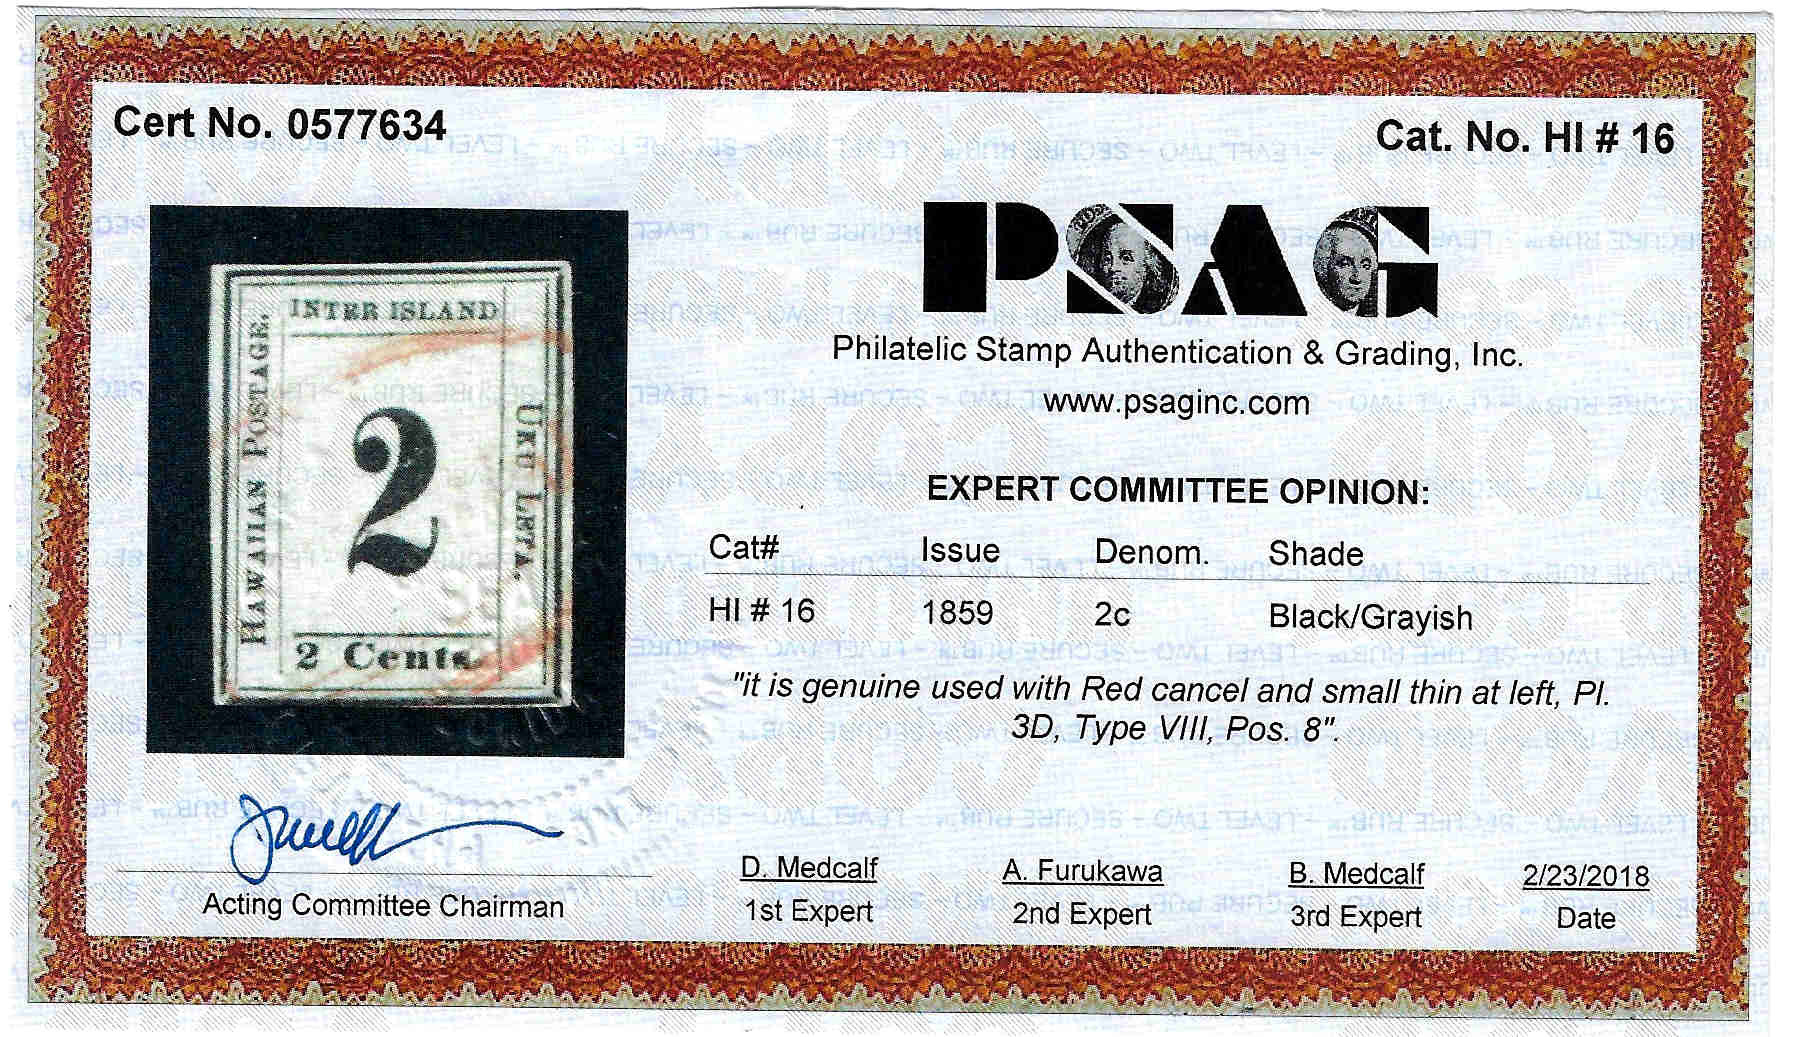 Cert No. 0577634
Cat. No. HI # 16
INTER ISLAND
HAWAIIAN POSTAGE.
UKU LETA.
2
2 Cents.
PSAG
Philatelic Stamp Authentication & Grading, Inc.
www.psaginc.com
EXPERT COMMITTEE OPINION:
Cat# Issue Denom. Shade
HI # 16 1859 2c Black/Grayish
"it is genuine used with Red cancel and small thin at left, Pl.
3D, Type VIII, Pos. 8".
Acting Committee Chairman
D. Medcalf A. Furukawa B. Medcalf 2/23/2018
1st Expert 2nd Expert 3rd Expert Date